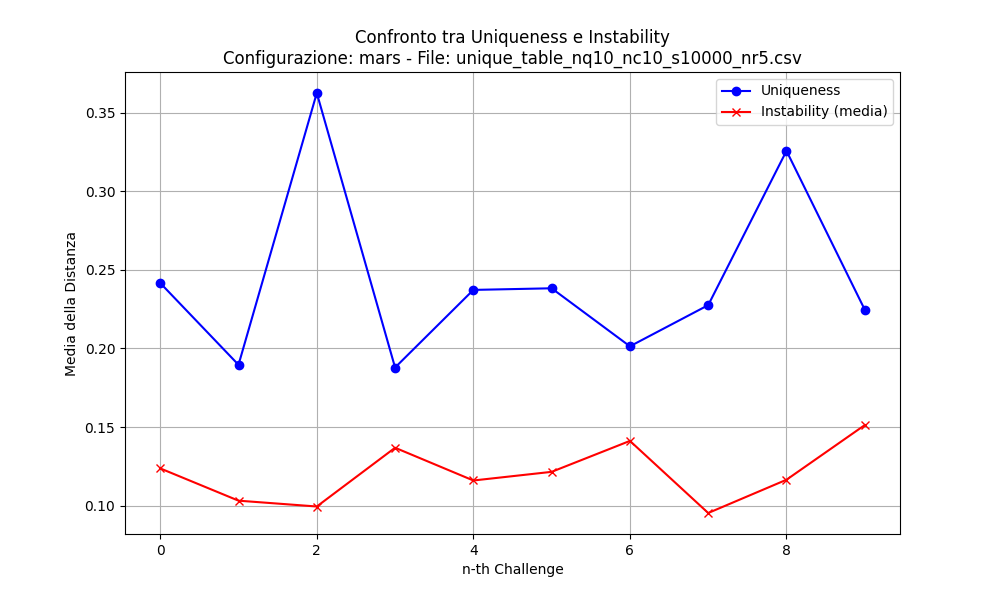 Confronto tra Uniqueness e Instability
Configurazione: mars - File: unique_table_nq10_nc10_s10000_nr5.csv
Uniqueness
Instability (media)
Media della Distanza
0.35
0.30
0.25
0.20
0.15
0.10
0
2
4
6
8
n-th Challenge